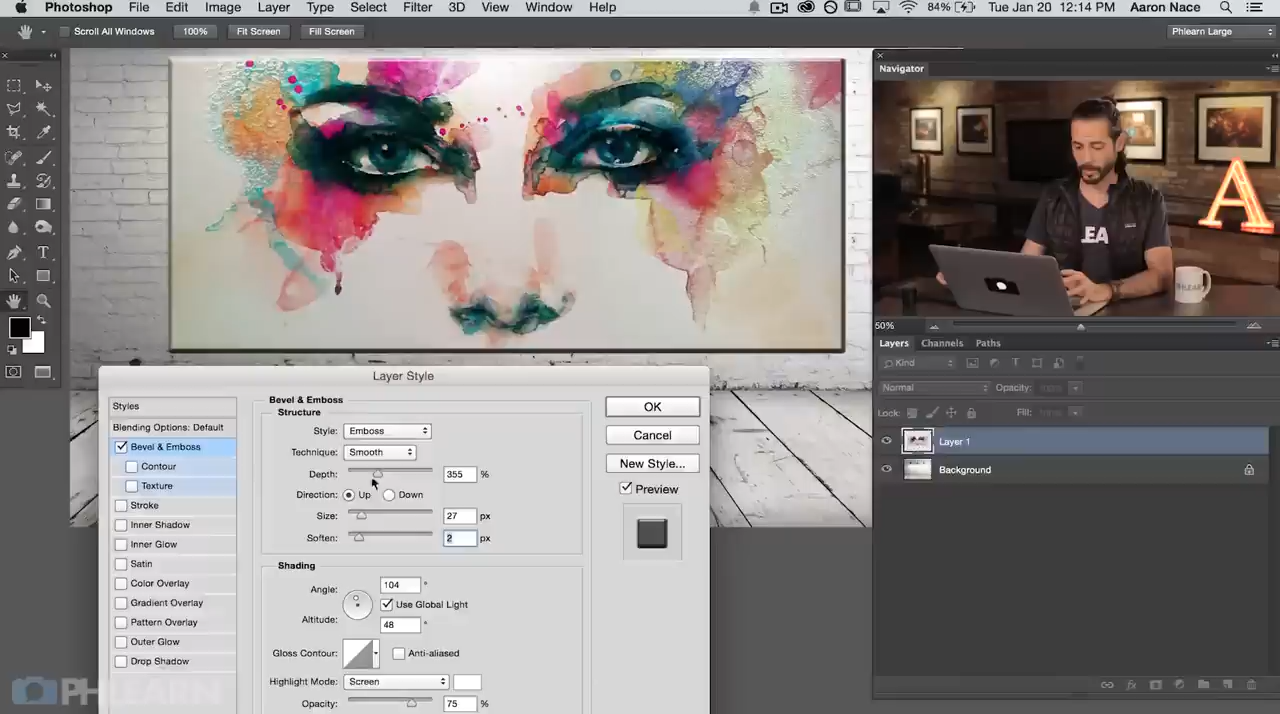 Photoshop File Edit Image Layer Type Select Filter 3D View Window Help 84% Tue Jan 20 12:14 PM Aaron Nace
Scroll All Windows 100% Fit Screen Fill Screen Phlearn Large
Navigator
A
LEA
PHLEARN
50%
Layers Channels Paths
Kind
Normal Opacity:
Lock: Fill:
Layer 1
Background
Layer Style
Styles
Blending Options: Default
Bevel & Emboss
Contour
Texture
Stroke
Inner Shadow
Inner Glow
Satin
Color Overlay
Gradient Overlay
Pattern Overlay
Outer Glow
Drop Shadow
Bevel & Emboss
Structure
Style: Emboss
Technique: Smooth
Depth: 355 %
Direction: Up Down
Size: 27 px
Soften: 2 px
Shading
Angle: 104 °
Use Global Light
Altitude: 48 °
Gloss Contour: Anti-aliased
Highlight Mode: Screen
Opacity: 75 %
OK
Cancel
New Style...
Preview
PHLEARN